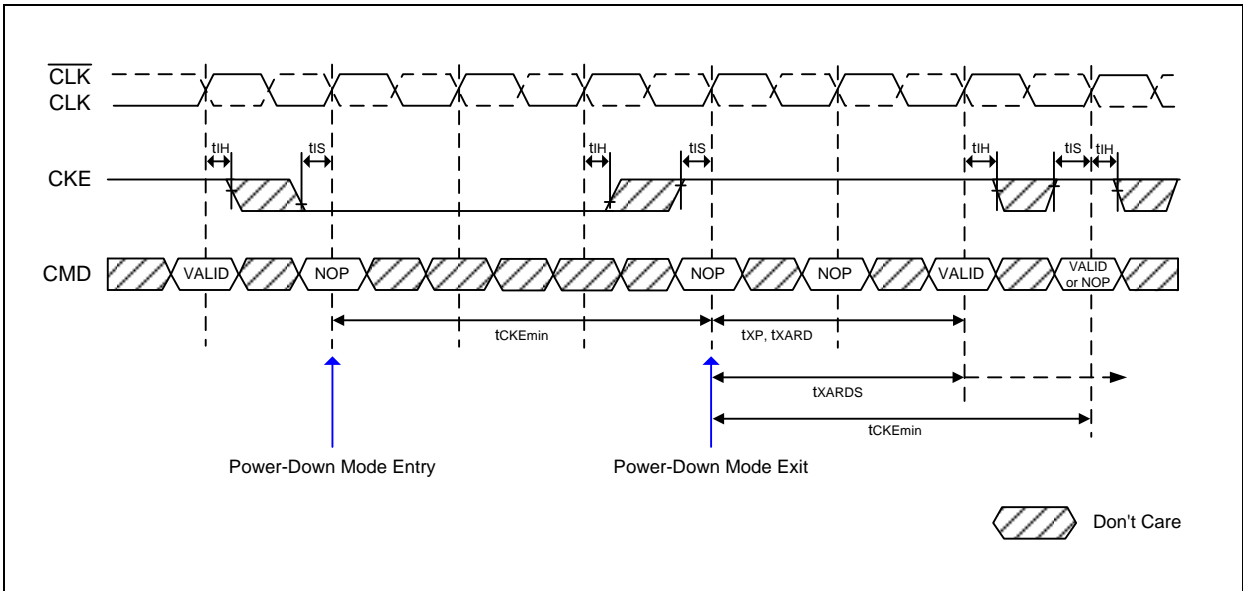 CLK
CLK
tIH tIS tIH tIS tIH tIS tIH
CKE
CMD VALID NOP NOP NOP VALID VALID or NOP
tCKEmin tXP, tXARD
tXARDS
tCKEmin
Power-Down Mode Entry Power-Down Mode Exit
Don't Care